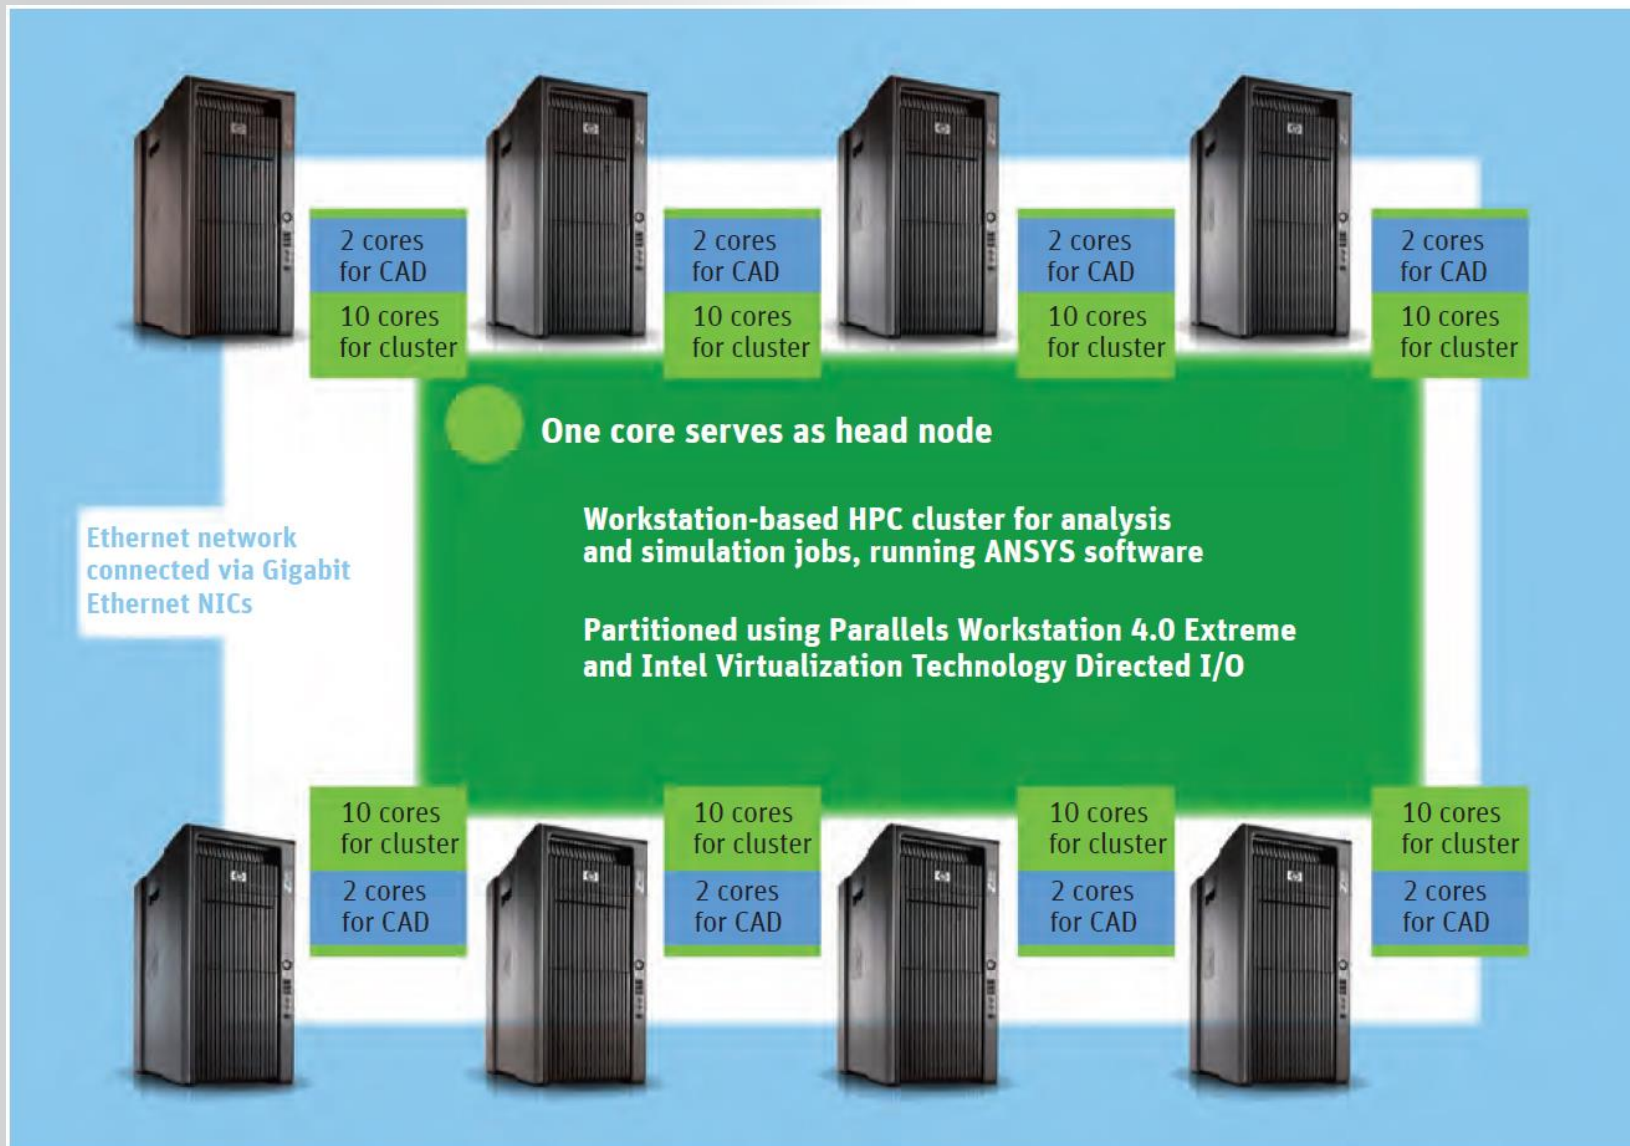 2 cores
for CAD
10 cores
for cluster
2 cores
for CAD
10 cores
for cluster
2 cores
for CAD
10 cores
for cluster
2 cores
for CAD
10 cores
for cluster
One core serves as head node
Workstation-based HPC cluster for analysis
and simulation jobs, running ANSYS software
Ethernet network
connected via Gigabit
Ethernet NICs
Partitioned using Parallels Workstation 4.0 Extreme
and Intel Virtualization Technology Directed I/O
10 cores
for cluster
2 cores
for CAD
10 cores
for cluster
2 cores
for CAD
10 cores
for cluster
2 cores
for CAD
10 cores
for cluster
2 cores
for CAD